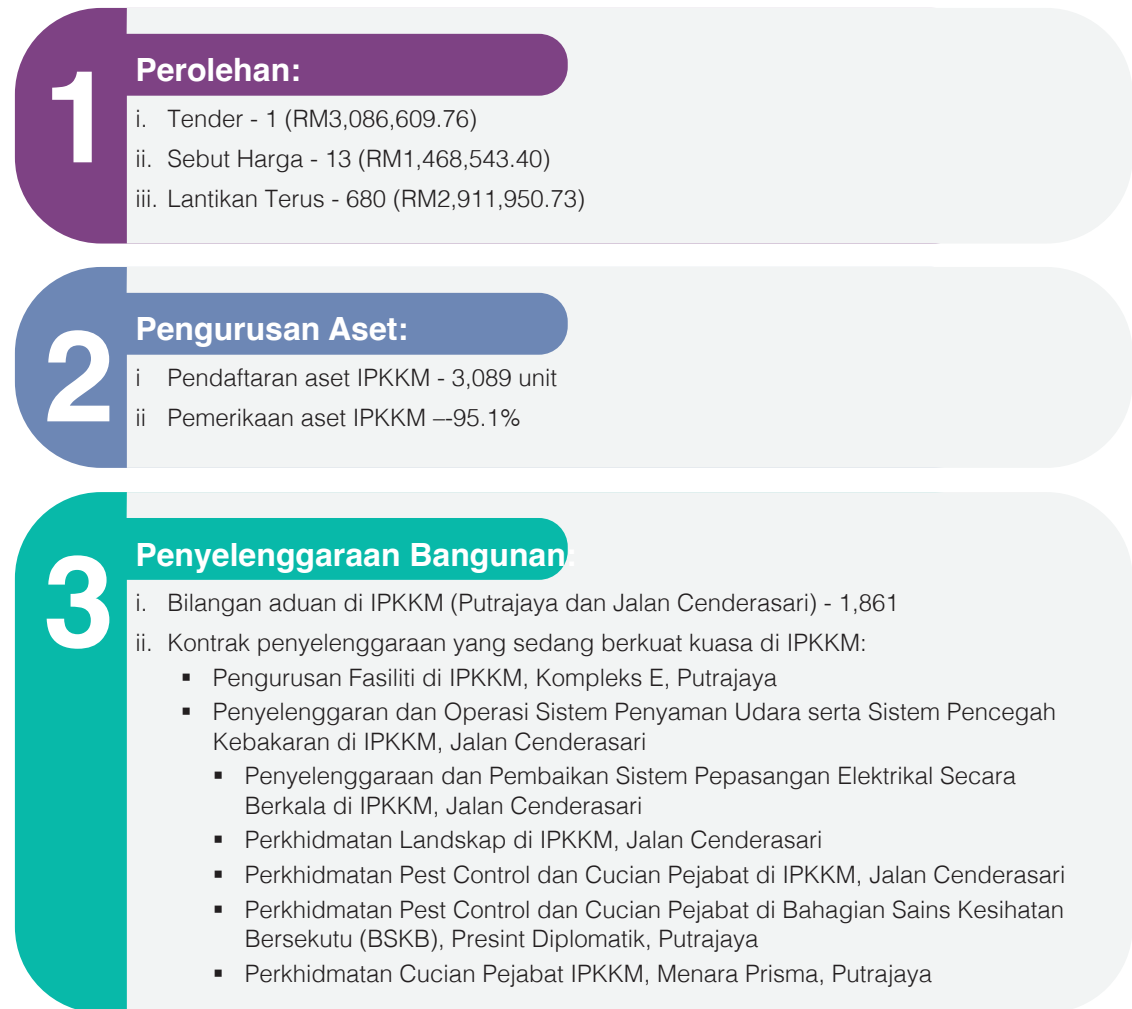 1
Perolehan:
i. Tender - 1 (RM3,086,609.76)
ii. Sebut Harga - 13 (RM1,468,543.40)
iii. Lantikan Terus - 680 (RM2,911,950.73)
2
Pengurusan Aset:
i Pendaftaran aset IPKKM - 3,089 unit
ii Pemerikaan aset IPKKM –-95.1%
3
Penyelenggaraan Bangunan:
i. Bilangan aduan di IPKKM (Putrajaya dan Jalan Cenderasari) - 1,861
ii. Kontrak penyelenggaraan yang sedang berkuat kuasa di IPKKM:
▪ Pengurusan Fasiliti di IPKKM, Kompleks E, Putrajaya
▪ Penyelenggaran dan Operasi Sistem Penyaman Udara serta Sistem Pencegah
Kebakaran di IPKKM, Jalan Cenderasari
▪ Penyelenggaraan dan Pembaikan Sistem Pepasangan Elektrikal Secara
Berkala di IPKKM, Jalan Cenderasari
▪ Perkhidmatan Landskap di IPKKM, Jalan Cenderasari
▪ Perkhidmatan Pest Control dan Cucian Pejabat di IPKKM, Jalan Cenderasari
▪ Perkhidmatan Pest Control dan Cucian Pejabat di Bahagian Sains Kesihatan
Bersekutu (BSKB), Presint Diplomatik, Putrajaya
▪ Perkhidmatan Cucian Pejabat IPKKM, Menara Prisma, Putrajaya